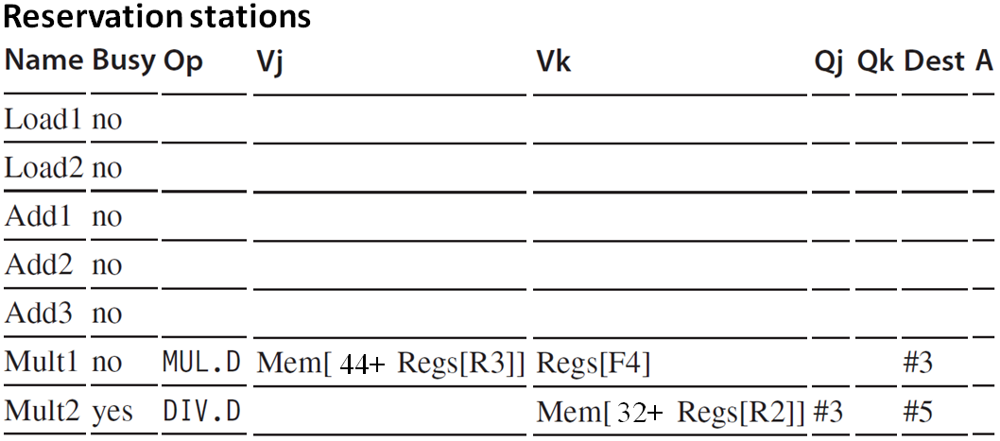 Reservation stations
Name Busy Op Vj Vk Qj Qk Dest A
Load1 no
Load2 no
Add1 no
Add2 no
Add3 no
Mult1 no MUL.D Mem[ 44+ Regs[R3]] Regs[F4] #3
Mult2 yes DIV.D Mem[ 32+ Regs[R2]] #3 #5